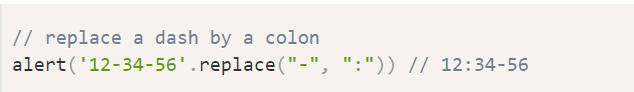 // replace a dash by a colon
alert('12-34-56'.replace("-", ":")) // 12:34-56